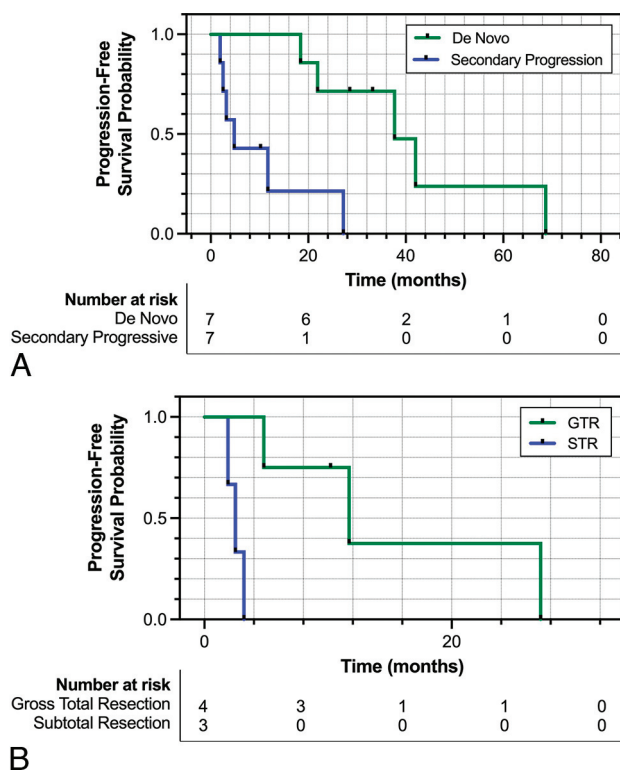 De Novo
Secondary Progression
Progression-Free
Survival Probability
1.0
0.5
0.0
0 20 40 60 80
Time (months)
Number at risk
De Novo 7 6 2 1 0
Secondary Progressive 7 1 0 0 0
A
GTR
STR
Progression-Free
Survival Probability
1.0
0.5
0.0
0 20
Time (months)
Number at risk
Gross Total Resection 4 3 1 1 0
Subtotal Resection 3 0 0 0 0
B